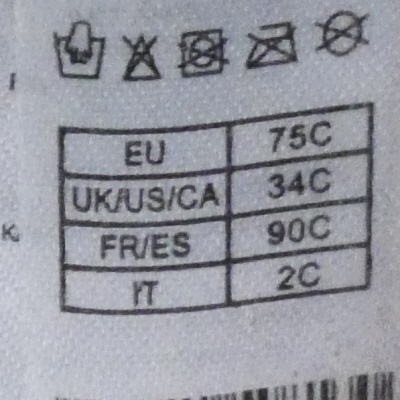 EU 75C
UK/US/CA 34C
FR/ES 90C
IT 2C